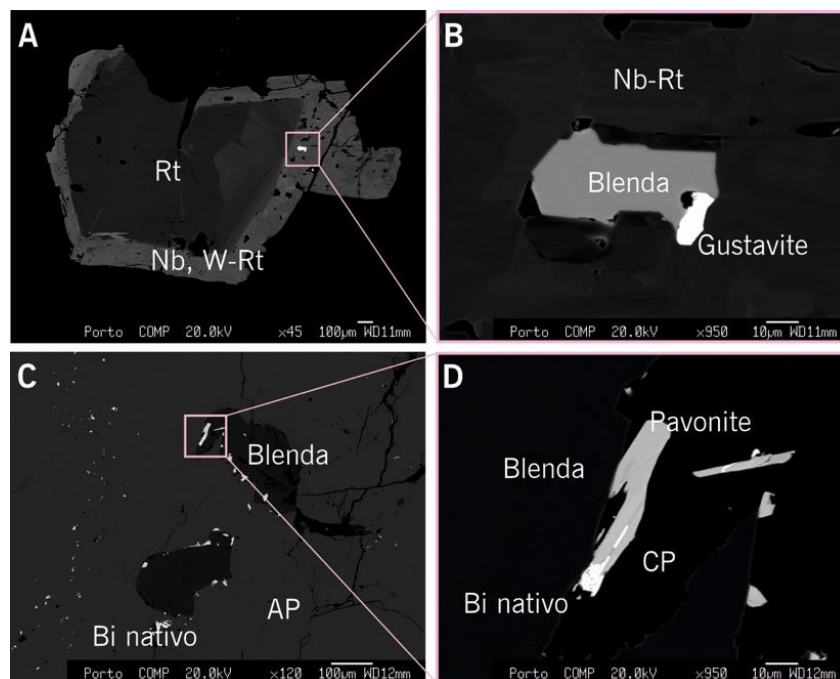 A
Rt
Nb, W-Rt
Porto COMP 20.0kV ×45 100μm WD11mm
B
Nb-Rt
Blenda
Gustavite
Porto COMP 20.0kV ×950 10μm WD11mm
C
Blenda
AP
Bi nativo
Porto COMP 20.0kV ×120 100μm WD12mm
D
Pavonite
Blenda
CP
Bi nativo
Porto COMP 20.0kV ×950 10μm WD12mm